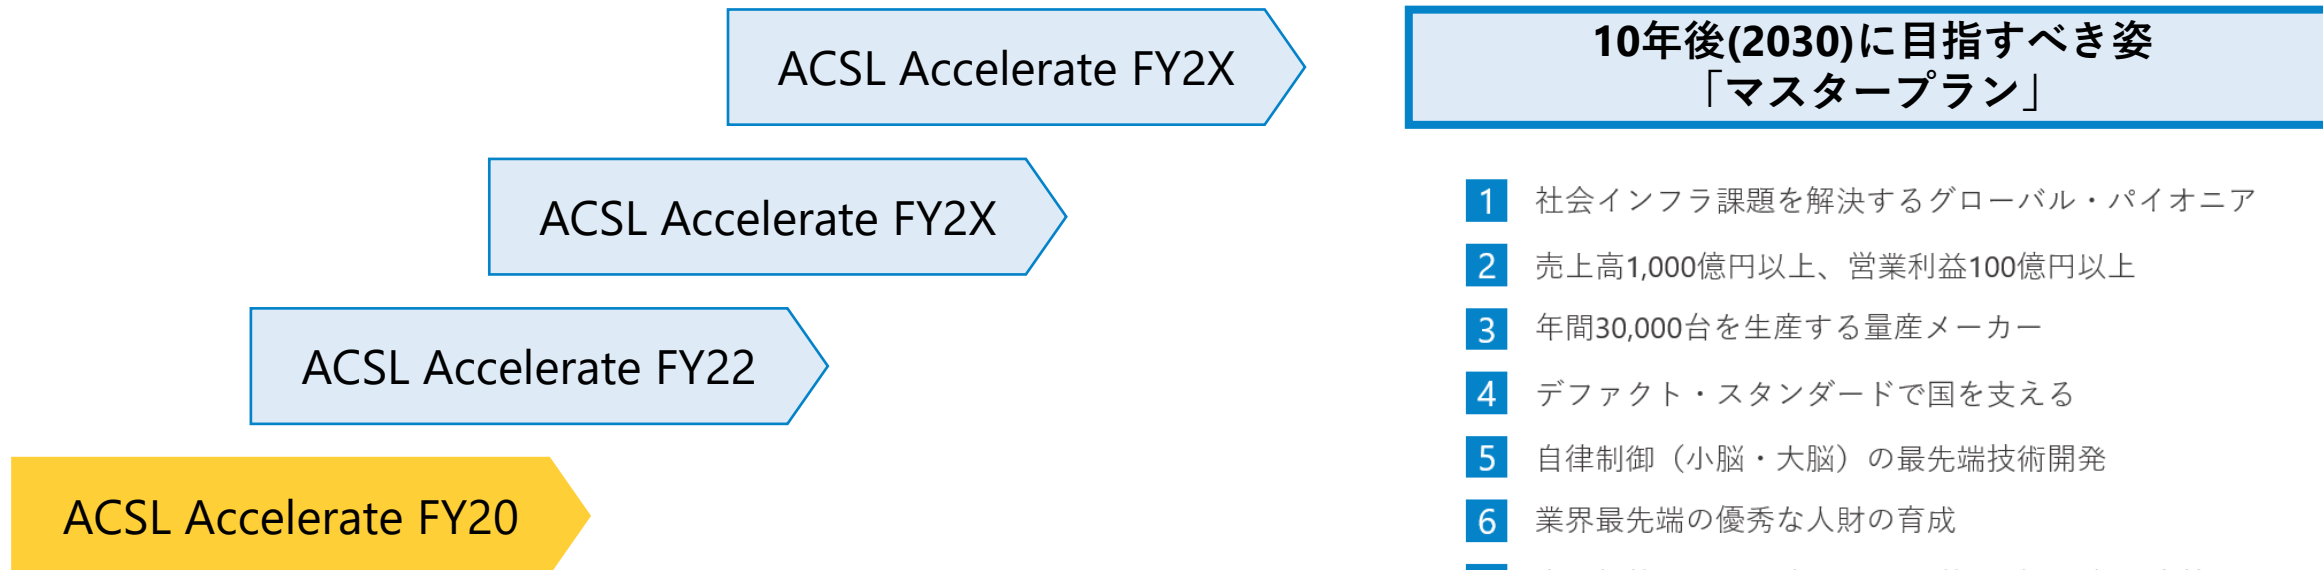 ACSL Accelerate FY2X
ACSL Accelerate FY2X
ACSL Accelerate FY22
ACSL Accelerate FY20
10年後(2030)に目指すべき姿
「マスタープラン」
1 社会インフラ課題を解決するグローバル・パイオニア
2 売上高1,000億円以上、営業利益100億円以上
3 年間30,000台を生産する量産メーカー
4 デファクト・スタンダードで国を支える
5 自律制御（小脳・大脳）の最先端技術開発
6 業界最先端の優秀な人財の育成